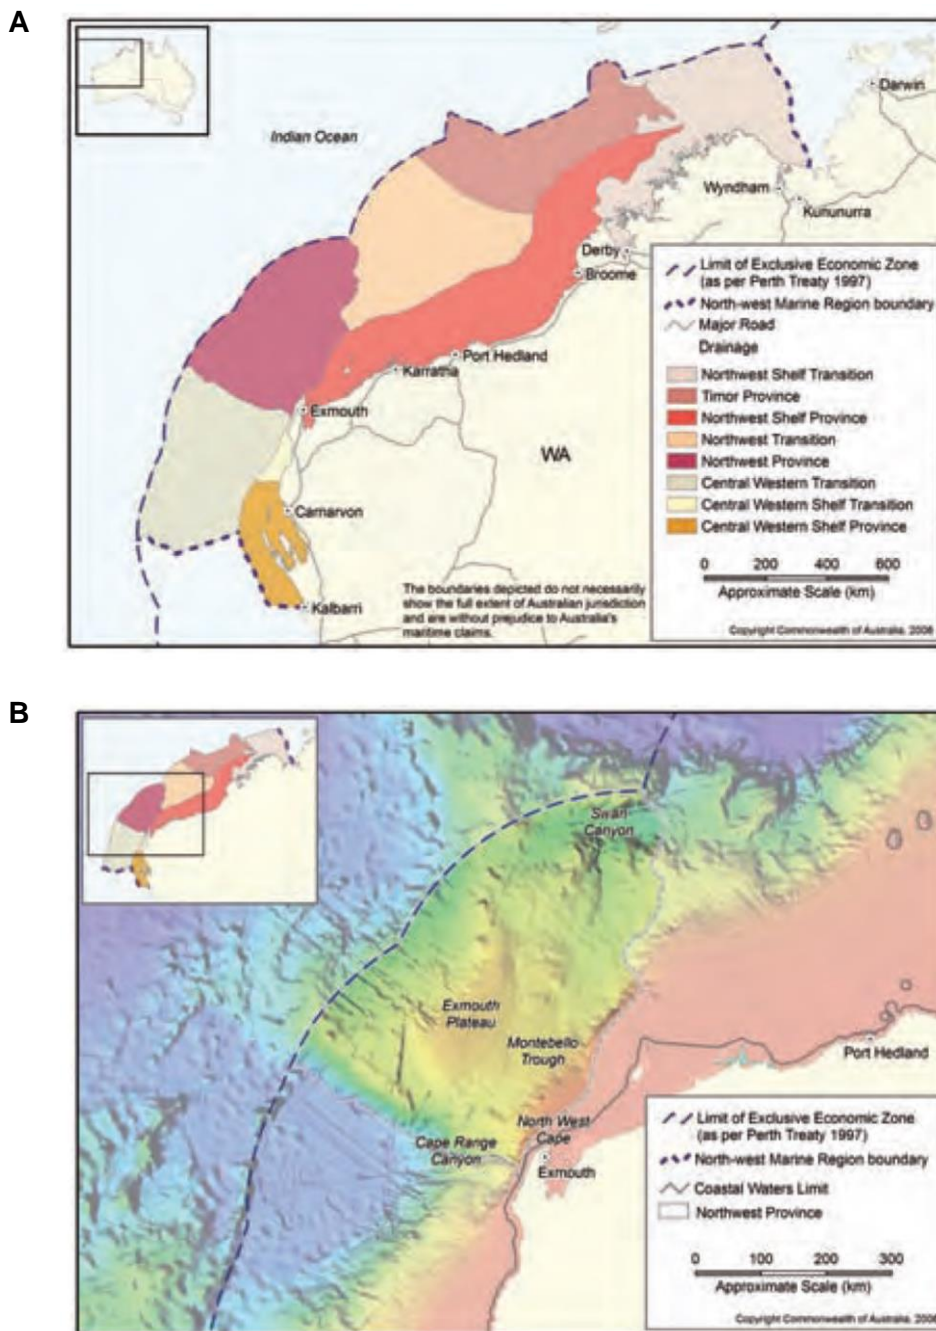 A
Indian Ocean
Darwin
Wyndham
Kununurra
Derby
Broome
Port Hedland
Karratha
Exmouth
WA
Carnarvon
Kalbarri
Limit of Exclusive Economic Zone
(as per Perth Treaty 1997)
North-west Marine Region boundary
Major Road
Drainage
Northwest Shelf Transition
Timor Province
Northwest Shelf Province
Northwest Transition
Northwest Province
Central Western Transition
Central Western Shelf Transition
Central Western Shelf Province
0 200 400 600
Approximate Scale (km)
The boundaries depicted do not necessarily
show the full extent of Australian jurisdiction
and are without prejudice to Australia's
maritime claims.
Copyright Commonwealth of Australia, 2008
B
Swan
Canyon
Exmouth
Plateau
Montebello
Trough
Port Hedland
North West
Cape
Cape Range
Canyon
Exmouth
Limit of Exclusive Economic Zone
(as per Perth Treaty 1997)
North-west Marine Region boundary
Coastal Waters Limit
Northwest Province
0 100 200 300
Approximate Scale (km)
Copyright Commonwealth of Australia, 2008